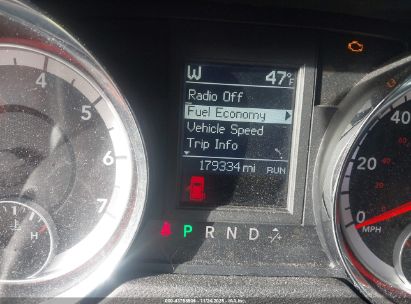 W 47°F
Radio Off
Fuel Economy
Vehicle Speed
Trip Info
179334 mi RUN
4
5
6
7
H
P R N D
40
20
0
MPH